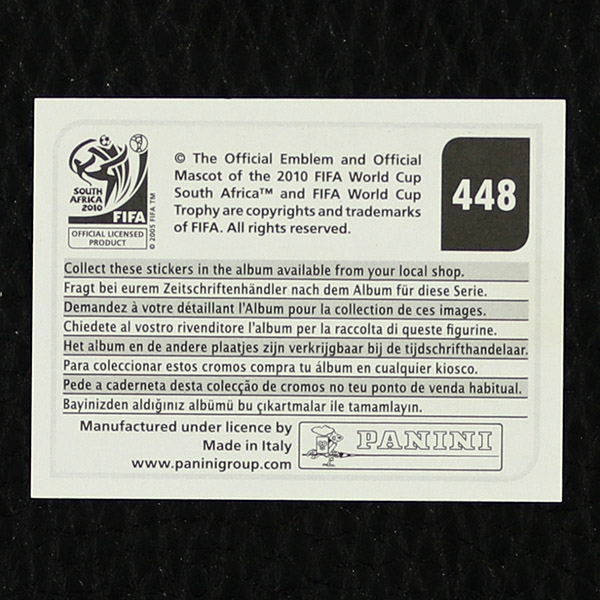 SOUTH
AFRICA
2010
FIFA
OFFICIAL LICENSED
PRODUCT
© 2005 FIFA TM
© The Official Emblem and Official
Mascot of the 2010 FIFA World Cup
South Africa™ and FIFA World Cup
Trophy are copyrights and trademarks
of FIFA. All rights reserved.
448
Collect these stickers in the album available from your local shop.
Fragt bei eurem Zeitschriftenhändler nach dem Album für diese Serie.
Demandez à votre détaillant l'Album pour la collection de ces images.
Chiedete al vostro rivenditore l'album per la raccolta di queste figurine.
Het album en de andere plaatjes zijn verkrijgbaar bij de tijdschrifthandelaar.
Para coleccionar estos cromos compra tu álbum en cualquier kiosco.
Pede a caderneta desta colecção de cromos no teu ponto de venda habitual.
Bayinizden aldığınız albümü bu çıkartmalar ile tamamlayın.
Manufactured under licence by
Made in Italy
www.paninigroup.com
PANINI